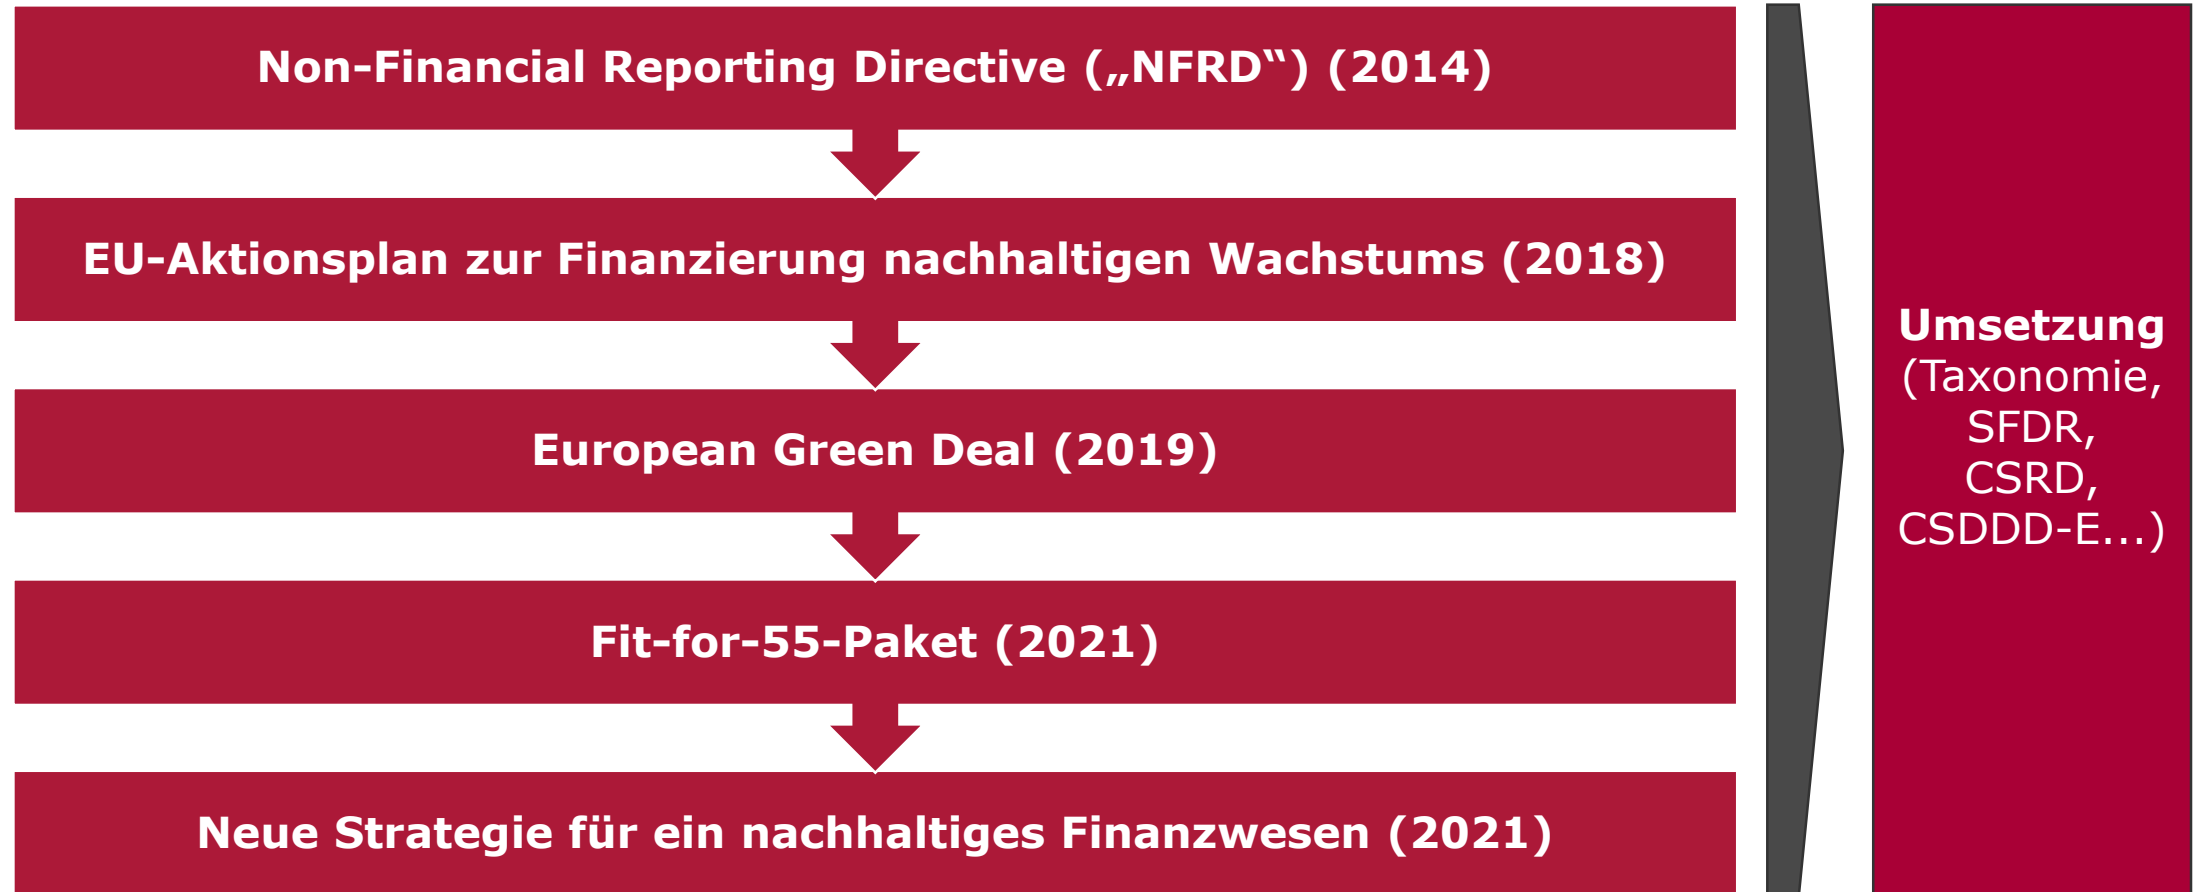 Non-Financial Reporting Directive („NFRD“) (2014)
EU-Aktionsplan zur Finanzierung nachhaltigen Wachstums (2018)
European Green Deal (2019)
Fit-for-55-Paket (2021)
Neue Strategie für ein nachhaltiges Finanzwesen (2021)
Umsetzung
(Taxonomie,
SFDR,
CSRD,
CSDDD-E...)